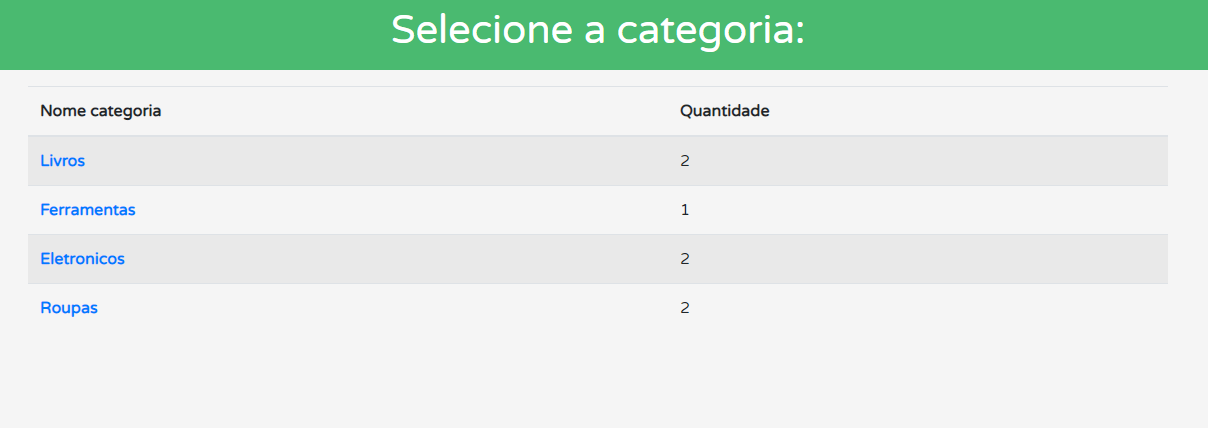 Selecione a categoria:
Nome categoria Quantidade
Livros 2
Ferramentas 1
Eletronicos 2
Roupas 2